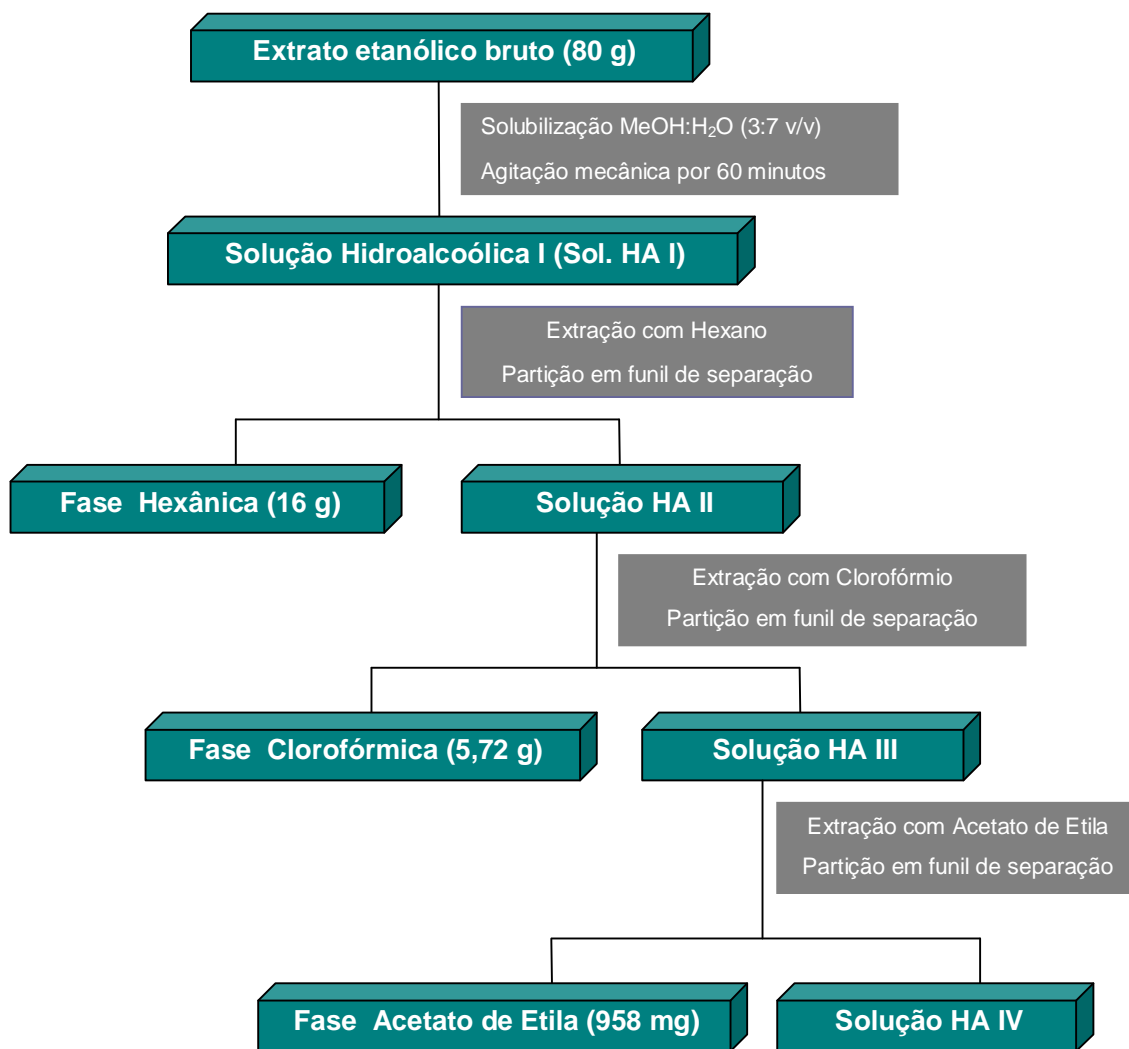 Extrato etanólico bruto (80 g)
Solubilização MeOH:H₂O (3:7 v/v)
Agitação mecânica por 60 minutos
Solução Hidroalcoólica I (Sol. HA I)
Extração com Hexano
Partição em funil de separação
Fase Hexânica (16 g)
Solução HA II
Extração com Clorofórmio
Partição em funil de separação
Fase Clorofórmica (5,72 g)
Solução HA III
Extração com Acetato de Etila
Partição em funil de separação
Fase Acetato de Etila (958 mg)
Solução HA IV